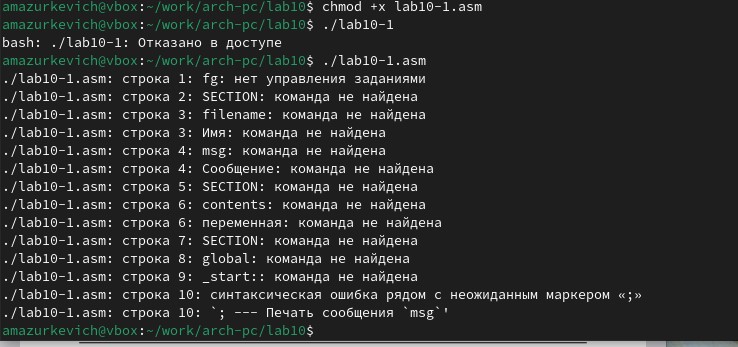 amazurkevich@vbox:~/work/arch-pc/lab10$ chmod +x lab10-1.asm
amazurkevich@vbox:~/work/arch-pc/lab10$ ./lab10-1
bash: ./lab10-1: Отказано в доступе
amazurkevich@vbox:~/work/arch-pc/lab10$ ./lab10-1.asm
./lab10-1.asm: строка 1: fg: нет управления заданиями
./lab10-1.asm: строка 2: SECTION: команда не найдена
./lab10-1.asm: строка 3: filename: команда не найдена
./lab10-1.asm: строка 3: Имя: команда не найдена
./lab10-1.asm: строка 4: msg: команда не найдена
./lab10-1.asm: строка 4: Сообщение: команда не найдена
./lab10-1.asm: строка 5: SECTION: команда не найдена
./lab10-1.asm: строка 6: contents: команда не найдена
./lab10-1.asm: строка 6: переменная: команда не найдена
./lab10-1.asm: строка 7: SECTION: команда не найдена
./lab10-1.asm: строка 8: global: команда не найдена
./lab10-1.asm: строка 9: _start:: команда не найдена
./lab10-1.asm: строка 10: синтаксическая ошибка рядом с неожиданным маркером «;»
./lab10-1.asm: строка 10: `; --- Печать сообщения `msg`'
amazurkevich@vbox:~/work/arch-pc/lab10$